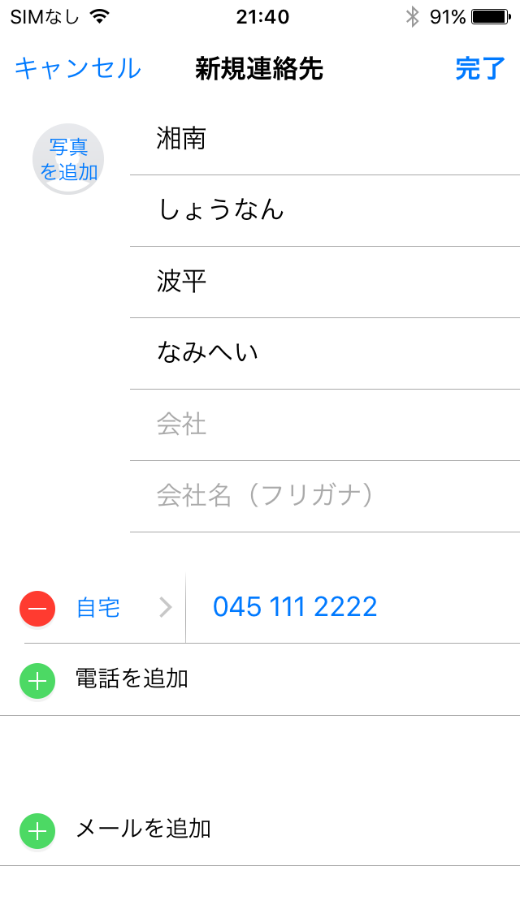 SIMなし 21:40 91%
キャンセル 新規連絡先 完了
写真
を追加
湘南
しょうなん
波平
なみへい
会社
会社名（フリガナ）
自宅 045 111 2222
電話を追加
メールを追加